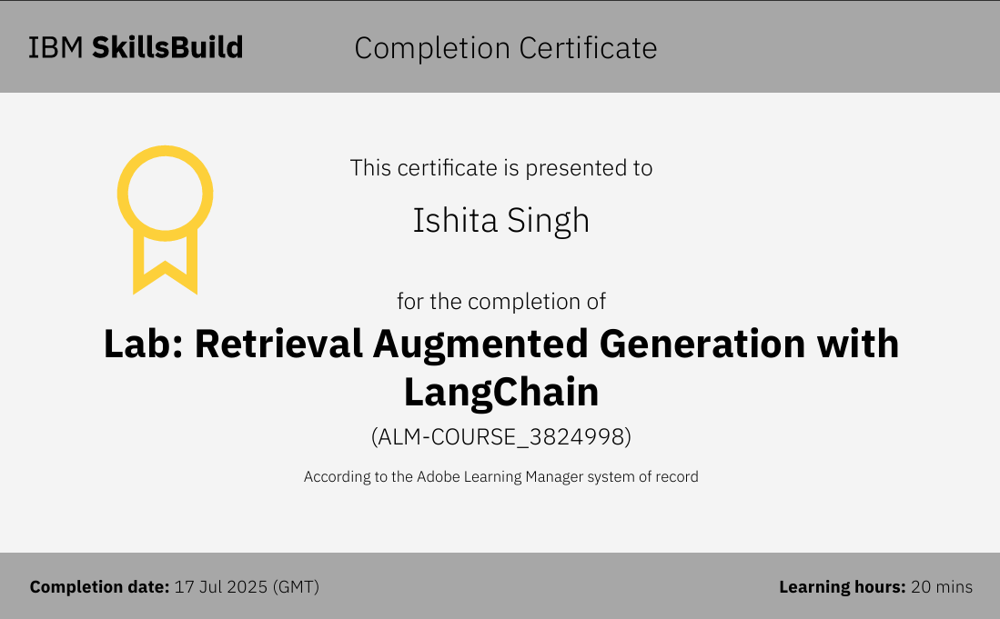 IBM SkillsBuild
Completion Certificate
This certificate is presented to
Ishita Singh
for the completion of
Lab: Retrieval Augmented Generation with
LangChain
(ALM-COURSE_3824998)
According to the Adobe Learning Manager system of record
Completion date: 17 Jul 2025 (GMT)
Learning hours: 20 mins